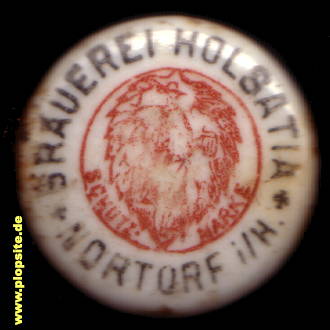 BRAUEREI HOLSATIA
* NORTORF i/H. *
SCHUTZ MARKE
www.plopsite.de